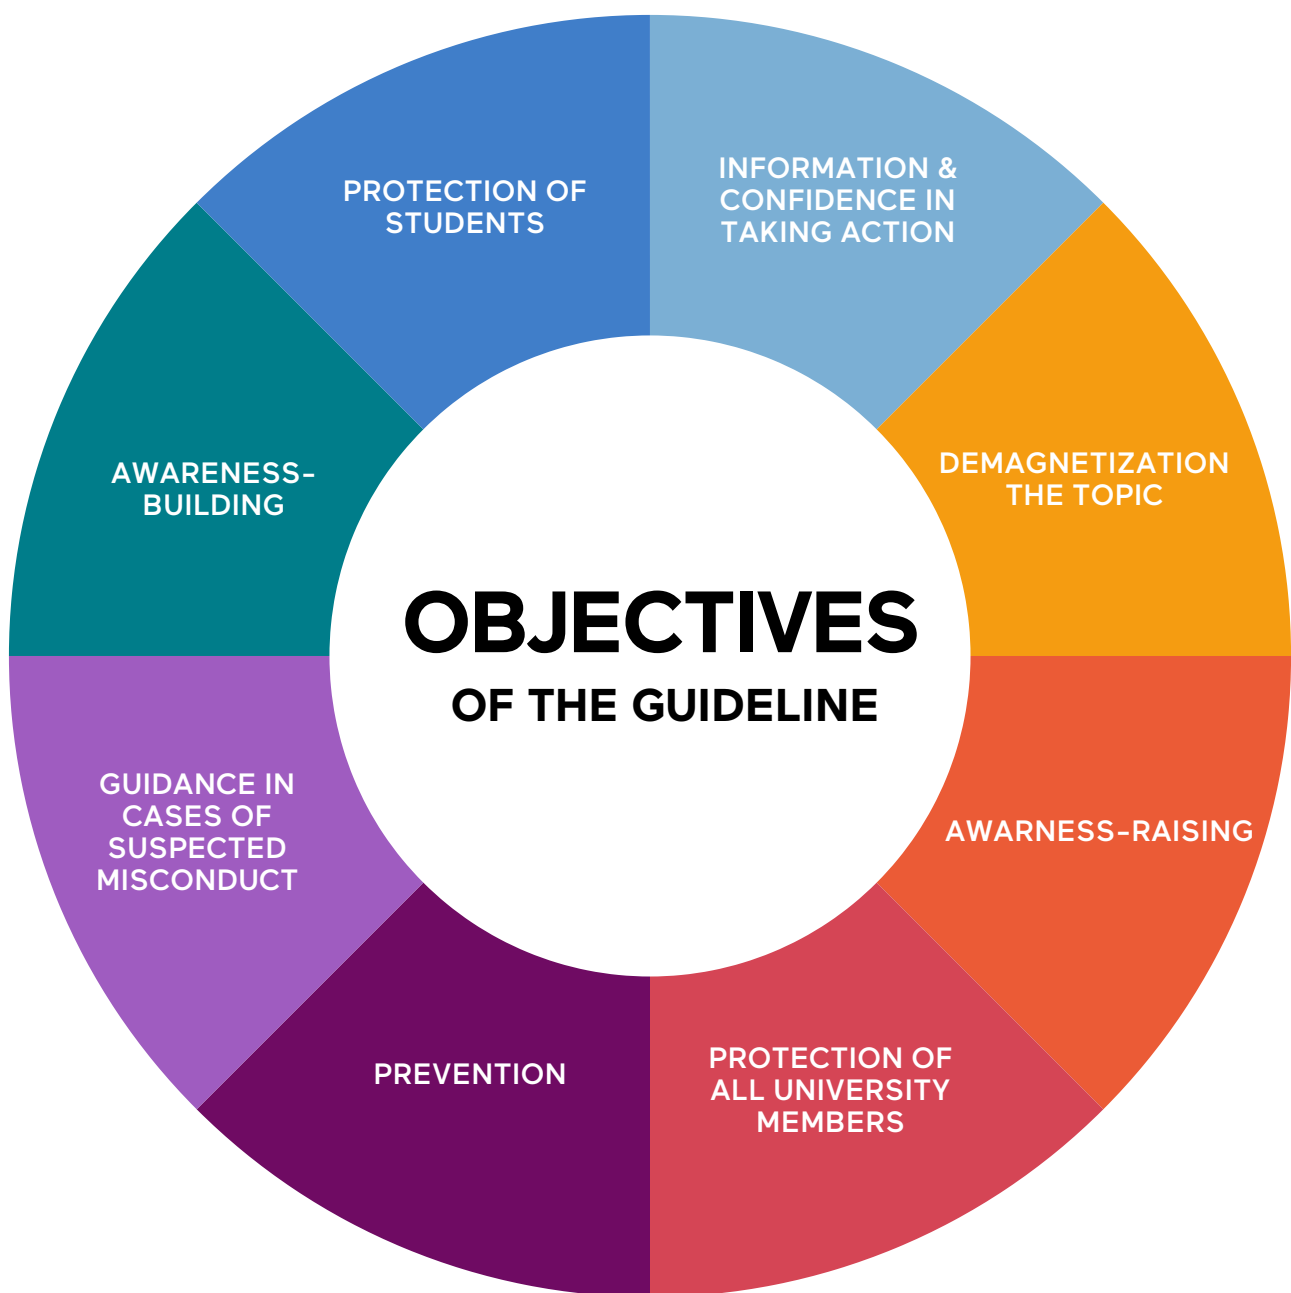 PROTECTION OF
STUDENTS
INFORMATION &
CONFIDENCE IN
TAKING ACTION
DEMAGNETIZATION
THE TOPIC
AWARNESS-RAISING
PROTECTION OF
ALL UNIVERSITY
MEMBERS
PREVENTION
GUIDANCE IN
CASES OF
SUSPECTED
MISCONDUCT
AWARENESS-
BUILDING
OBJECTIVES
OF THE GUIDELINE